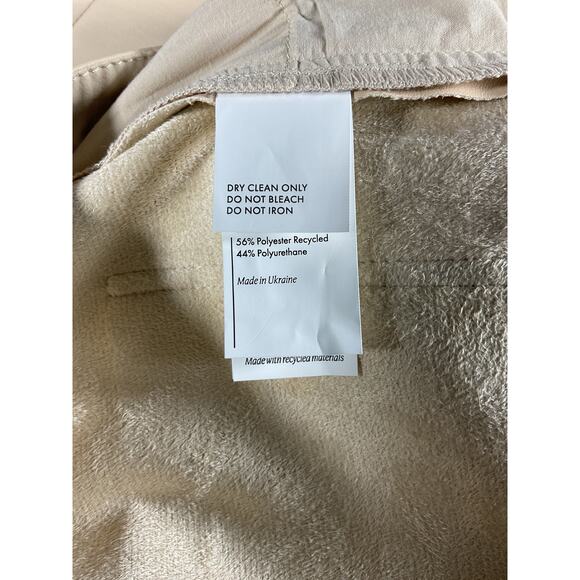 DRY CLEAN ONLY
DO NOT BLEACH
DO NOT IRON
56% Polyester Recycled
44% Polyurethane
Made in Ukraine
Made with recycled materials